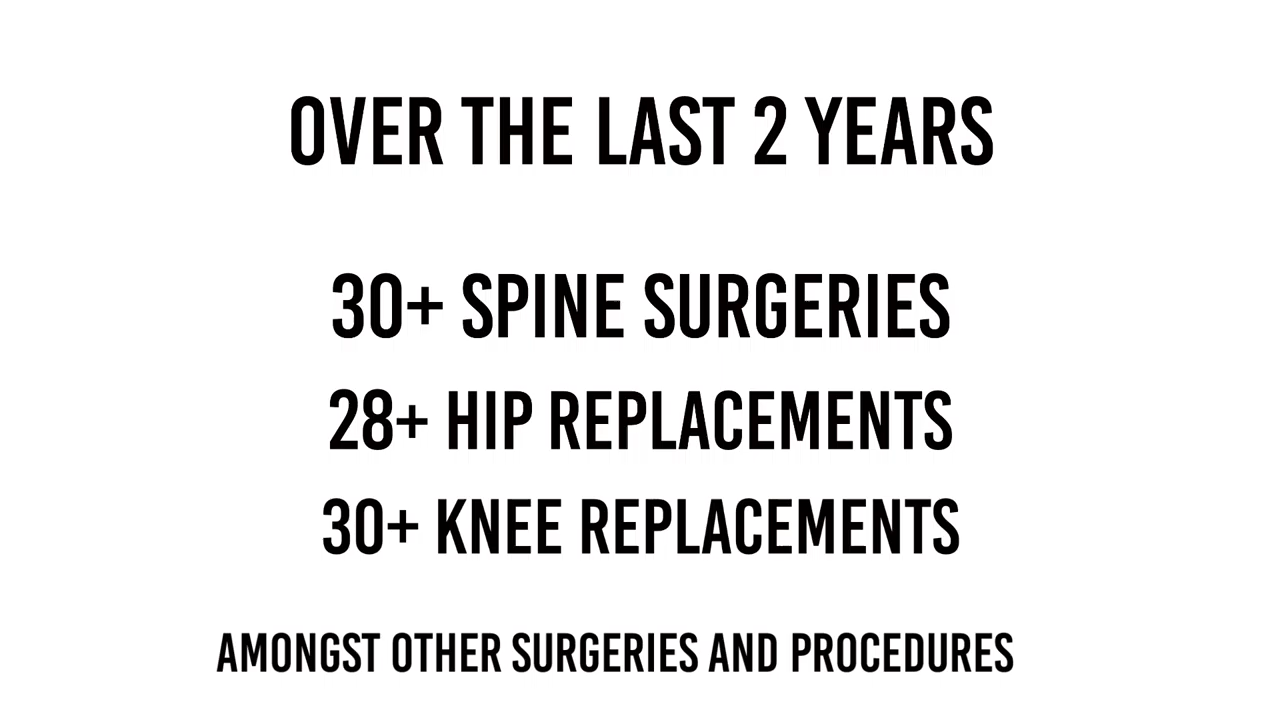 OVER THE LAST 2 YEARS
30+ SPINE SURGERIES
28+ HIP REPLACEMENTS
30+ KNEE REPLACEMENTS
AMONGST OTHER SURGERIES AND PROCEDURES